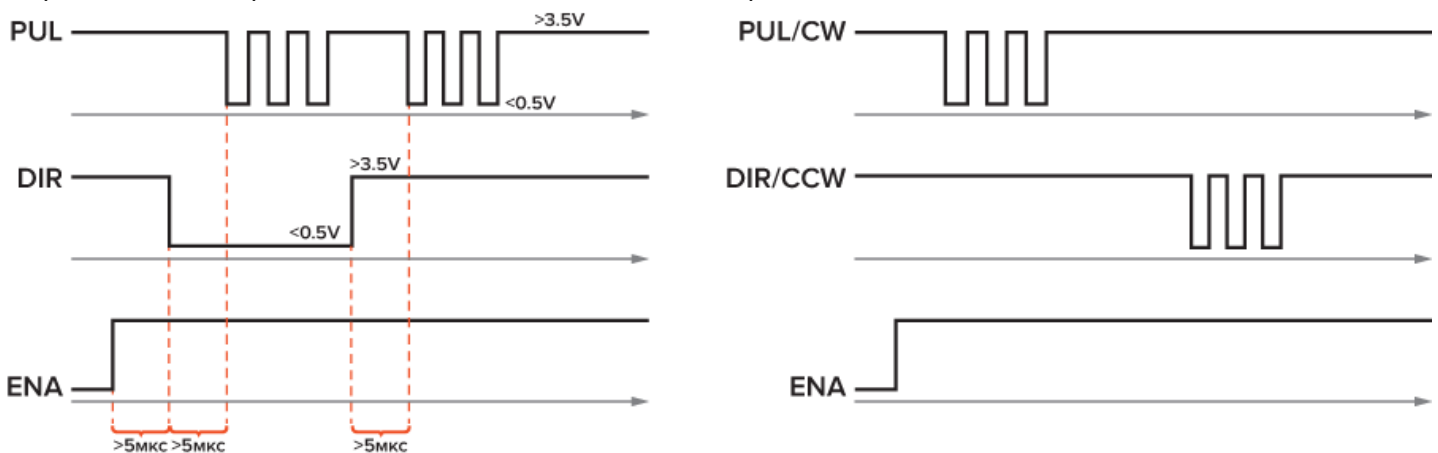 PUL
>3.5V
<0.5V
DIR
>3.5V
<0.5V
ENA
>5мкс >5мкс >5мкс
PUL/CW
DIR/CCW
ENA